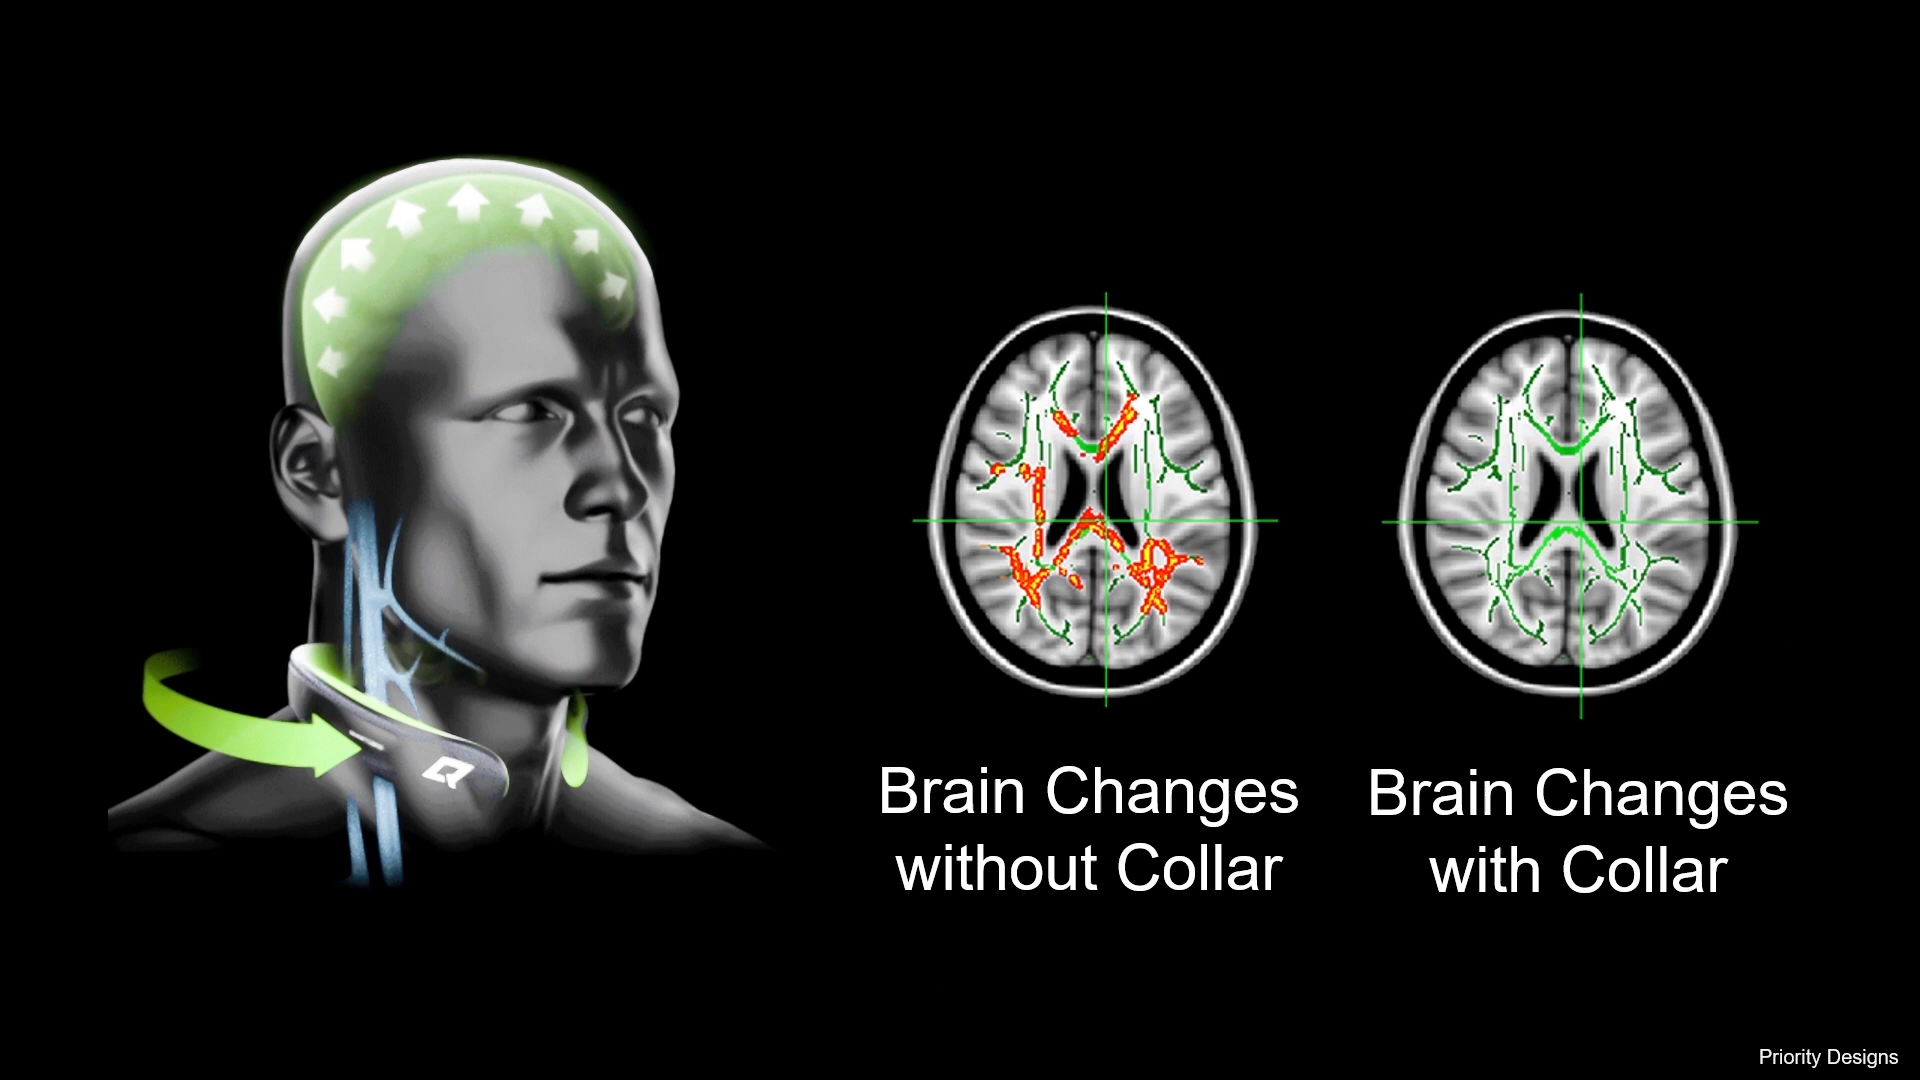 Brain Changes
without Collar
Brain Changes
with Collar
Priority Designs